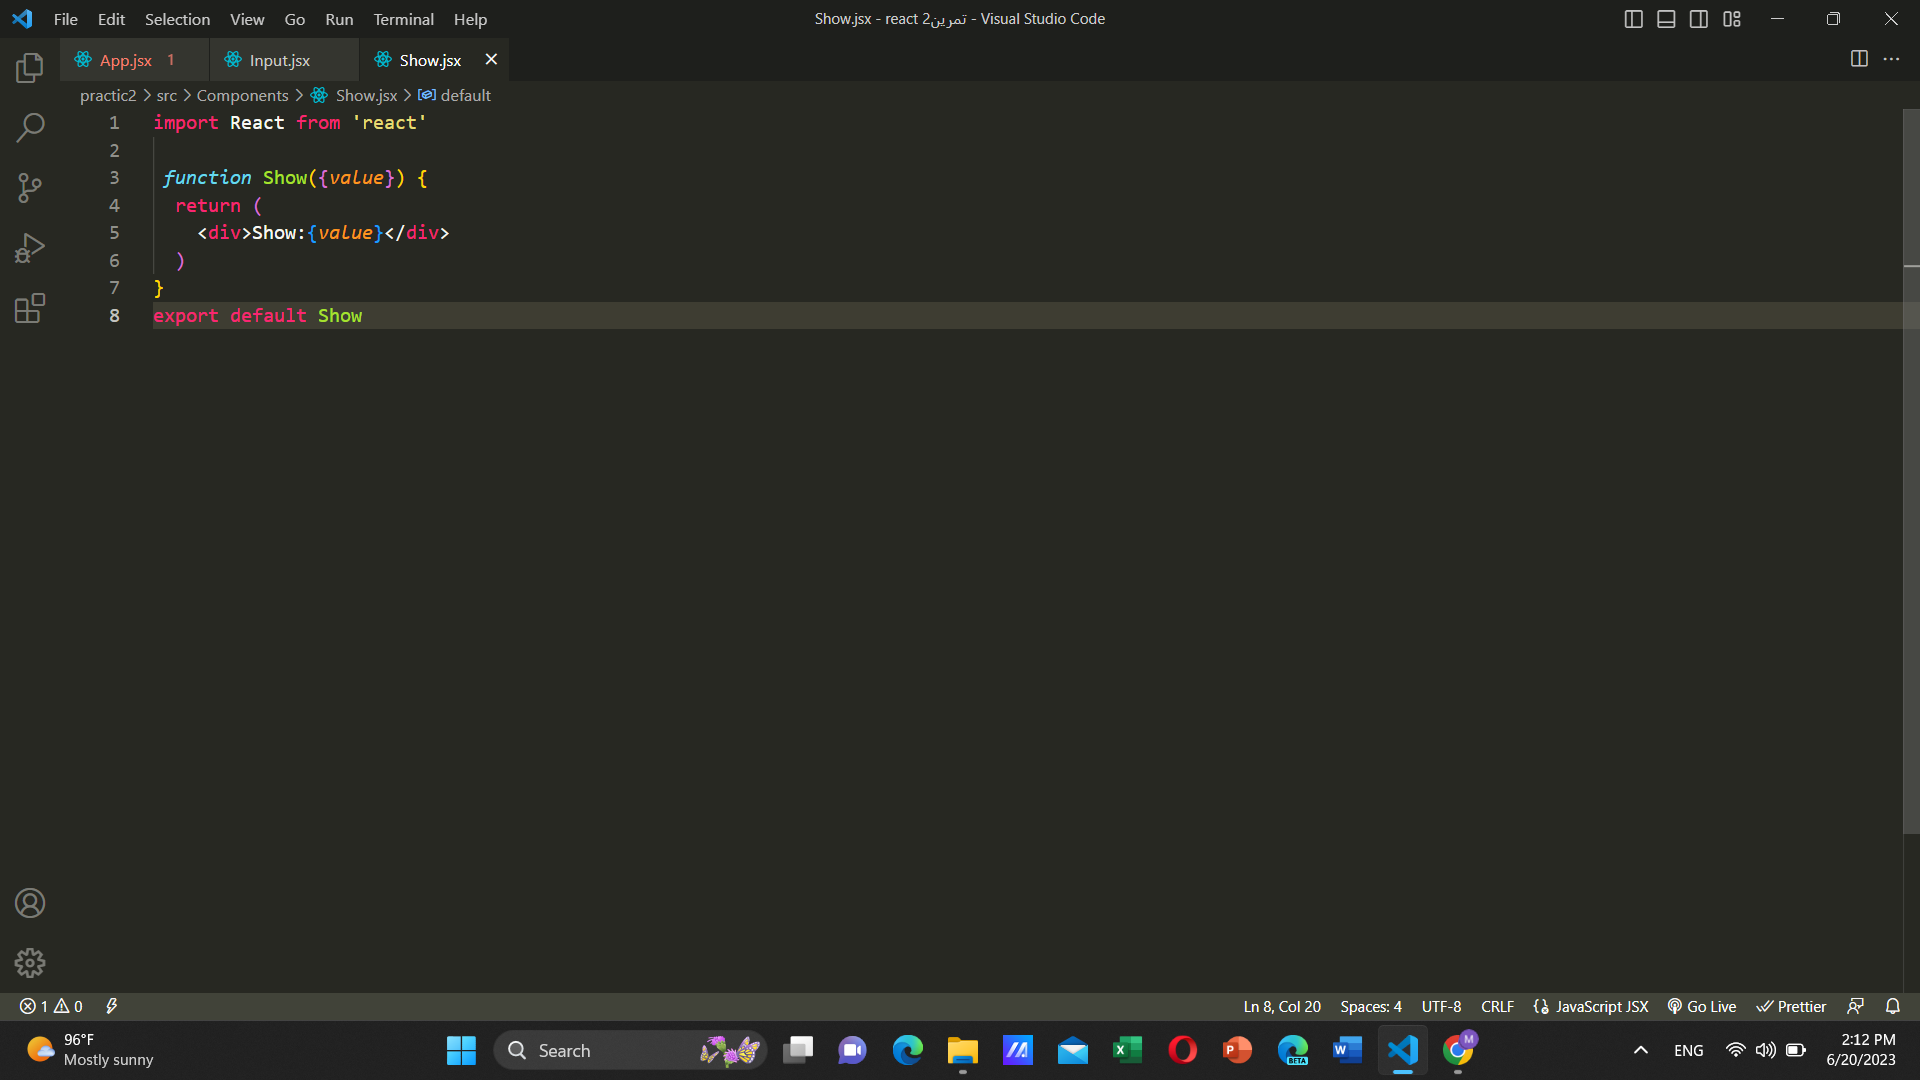 File Edit Selection View Go Run Terminal Help
Show.jsx - react 2تمرین - Visual Studio Code
App.jsx 1 Input.jsx Show.jsx
practic2 > src > Components > Show.jsx > default
1 import React from 'react'
2
3 function Show({value}) {
4 return (
5 <div>Show:{value}</div>
6 )
7 }
8 export default Show
1 0 Ln 8, Col 20 Spaces: 4 UTF-8 CRLF JavaScript JSX Go Live Prettier
96°F
Mostly sunny
Search
BETA
M
ENG
2:12 PM
6/20/2023